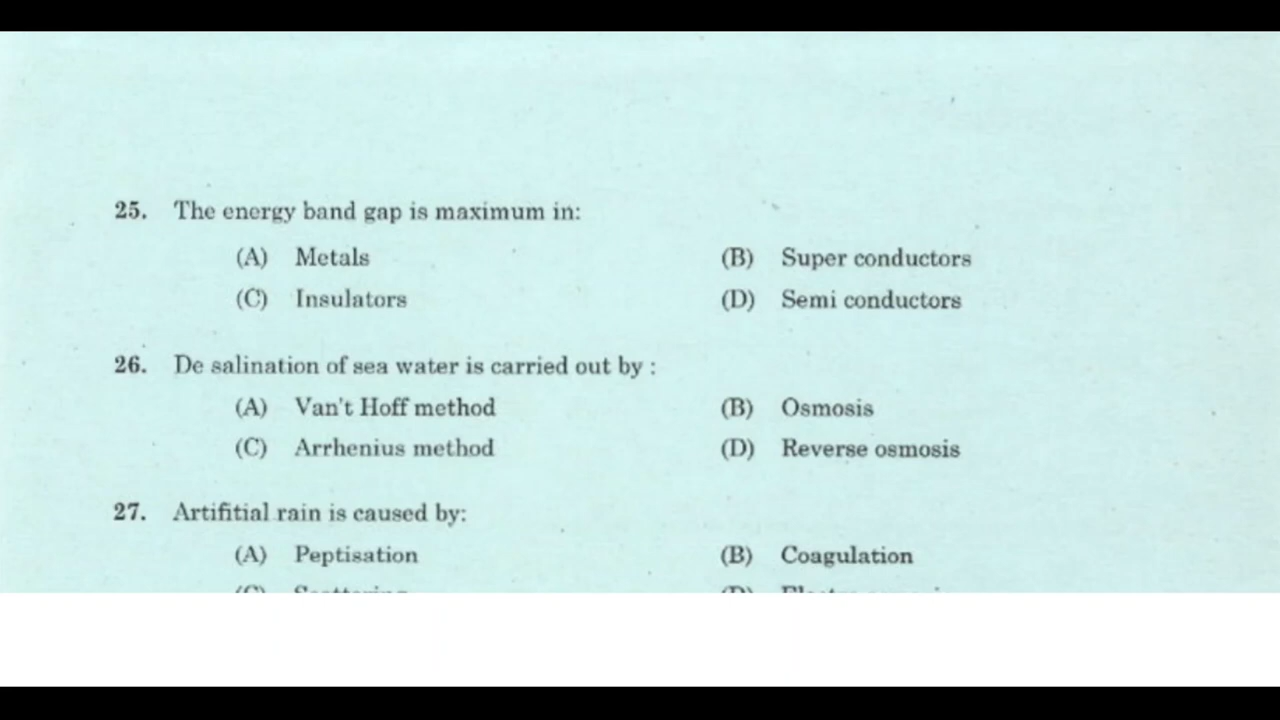 25. The energy band gap is maximum in:
(A) Metals (B) Super conductors
(C) Insulators (D) Semi conductors
26. De salination of sea water is carried out by :
(A) Van't Hoff method (B) Osmosis
(C) Arrhenius method (D) Reverse osmosis
27. Artifitial rain is caused by:
(A) Peptisation (B) Coagulation